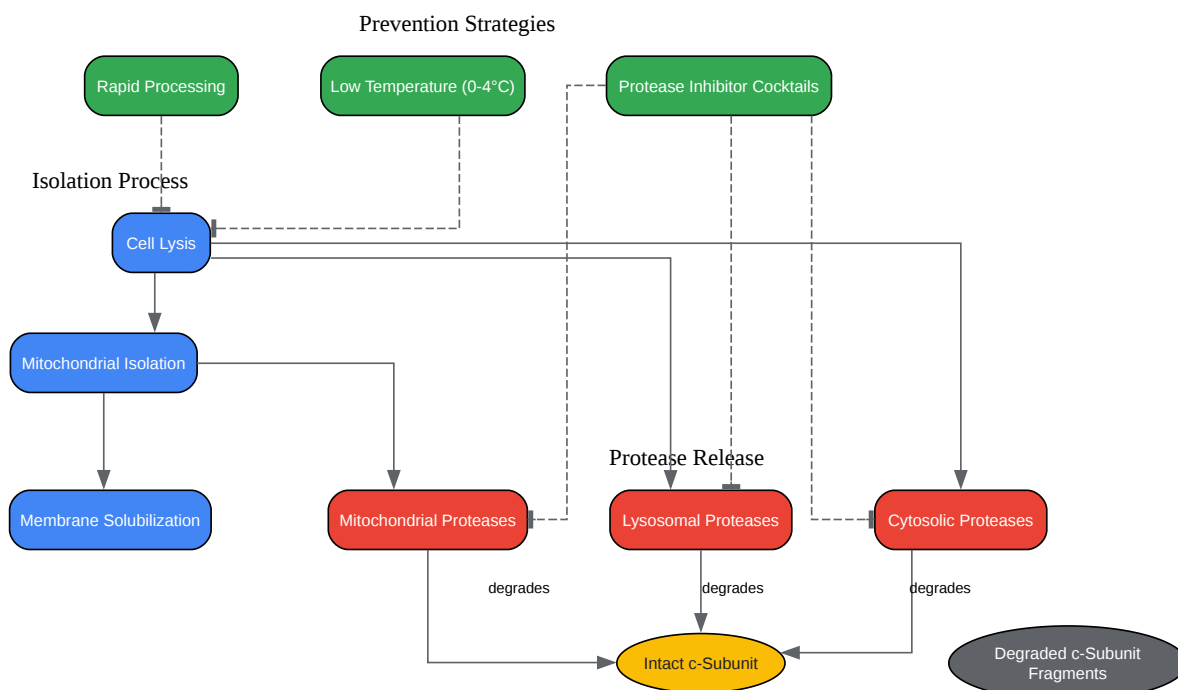 Prevention Strategies
Rapid Processing
Low Temperature (0-4°C)
Protease Inhibitor Cocktails
Isolation Process
Cell Lysis
Mitochondrial Isolation
Protease Release
Membrane Solubilization
Mitochondrial Proteases
Lysosomal Proteases
Cytosolic Proteases
degrades
degrades
degrades
Intact c-Subunit
Degraded c-Subunit
Fragments